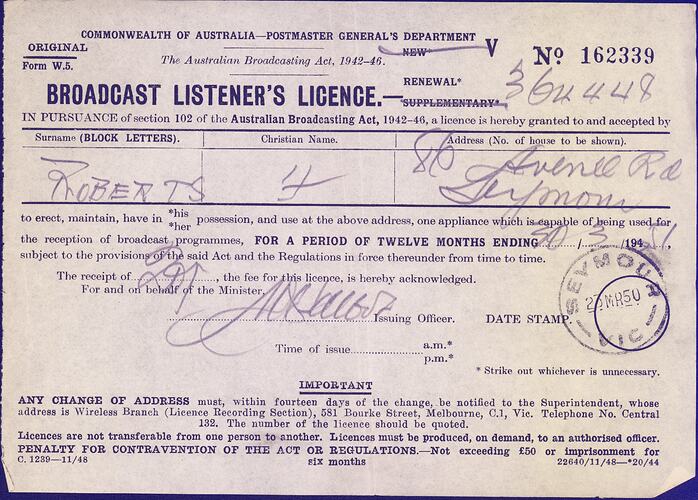 COMMONWEALTH OF AUSTRALIA—POSTMASTER GENERAL'S DEPARTMENT
ORIGINAL
Form W.5.
The Australian Broadcasting Act, 1942-46.
NEW*
V
No 162339
BROADCAST LISTENER'S LICENCE.—
RENEWAL*
SUPPLEMENTARY*
364448
IN PURSUANCE of section 102 of the Australian Broadcasting Act, 1942-46, a licence is hereby granted to and accepted by
Surname (BLOCK LETTERS). Christian Name. Address (No. of house to be shown).
ROBERTS
Avenel Rd
Seymour
to erect, maintain, have in *his *her possession, and use at the above address, one appliance which is capable of being used for
the reception of broadcast programmes, FOR A PERIOD OF TWELVE MONTHS ENDING 3/194 51,
subject to the provisions of the said Act and the Regulations in force thereunder from time to time.
The receipt of , the fee for this licence, is hereby acknowledged.
For and on behalf of the Minister,
Issuing Officer.
DATE STAMP.
SEYMOUR
MR50
VIC
Time of issue a.m.*
p.m.*
* Strike out whichever is unnecessary.
IMPORTANT
ANY CHANGE OF ADDRESS must, within fourteen days of the change, be notified to the Superintendent, whose
address is Wireless Branch (Licence Recording Section), 581 Bourke Street, Melbourne, C.1, Vic. Telephone No. Central
132. The number of the licence should be quoted.
Licences are not transferable from one person to another. Licences must be produced, on demand, to an authorised officer.
PENALTY FOR CONTRAVENTION OF THE ACT OR REGULATIONS.—Not exceeding £50 or imprisonment for
six months
C. 1239—11/48
22640/11/48—*20/44